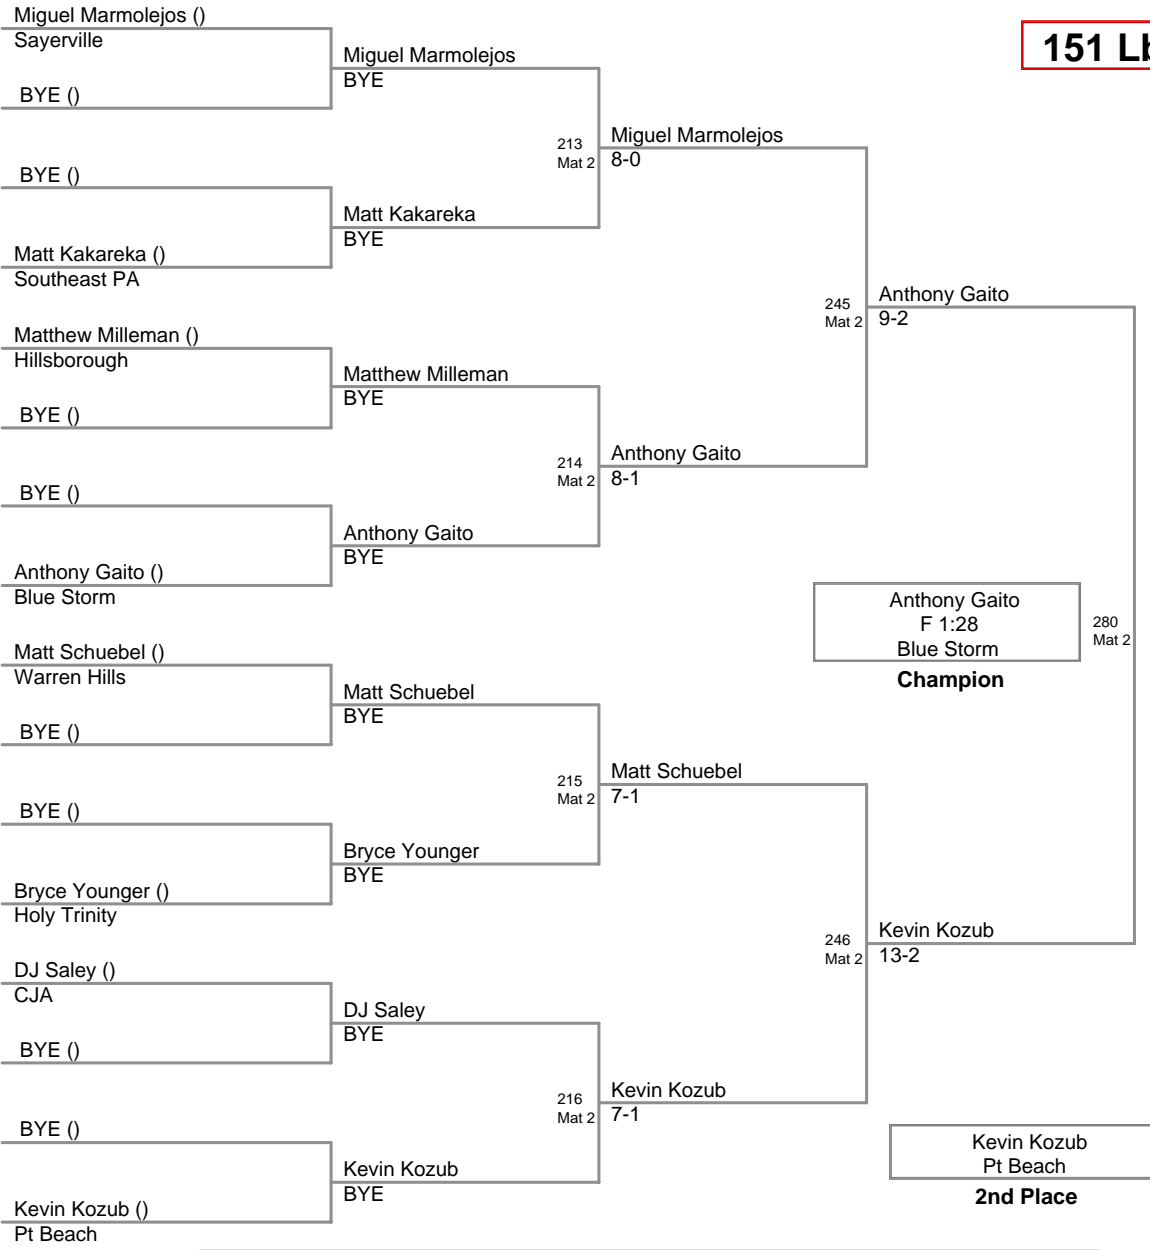 Miguel Marmolejos ()
Sayerville
BYE ()
BYE ()
Matt Kakareka ()
Southeast PA
Matthew Milleman ()
Hillsborough
BYE ()
BYE ()
Anthony Gaito ()
Blue Storm
Matt Schuebel ()
Warren Hills
BYE ()
BYE ()
Bryce Younger ()
Holy Trinity
DJ Saley ()
CJA
BYE ()
BYE ()
Kevin Kozub ()
Pt Beach
Miguel Marmolejos
BYE
Matt Kakareka
BYE
Matthew Milleman
BYE
Anthony Gaito
BYE
Matt Schuebel
BYE
Bryce Younger
BYE
DJ Saley
BYE
Kevin Kozub
BYE
213
Mat 2
Miguel Marmolejos
8-0
214
Mat 2
Anthony Gaito
8-1
215
Mat 2
Matt Schuebel
7-1
216
Mat 2
Kevin Kozub
7-1
245
Mat 2
Anthony Gaito
9-2
246
Mat 2
Kevin Kozub
13-2
151 Lb
Anthony Gaito
F 1:28
Blue Storm
Champion
280
Mat 2
Kevin Kozub
Pt Beach
2nd Place